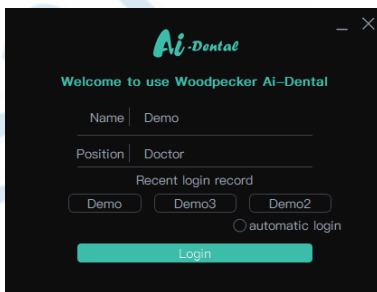 Ai-Dental
Welcome to use Woodpecker Ai-Dental
Name Demo
Position Doctor
Recent login record
Demo Demo3 Demo2
automatic login
Login